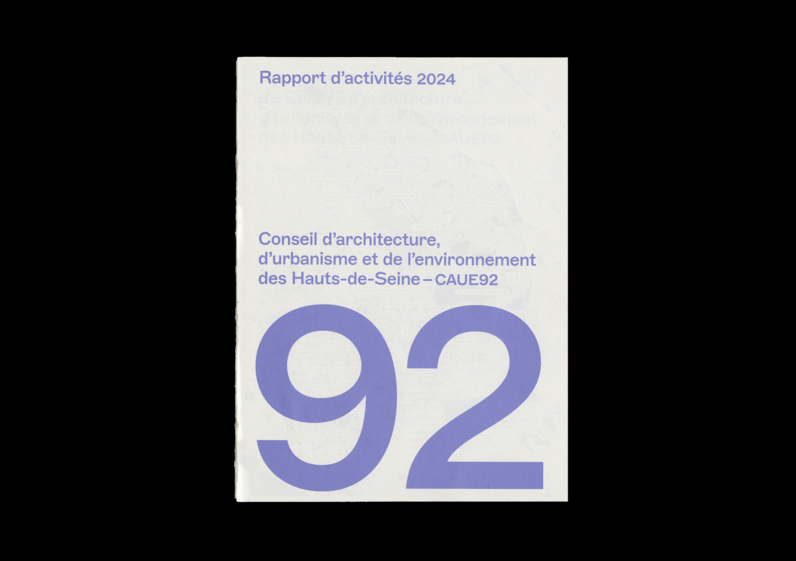 Rapport d’activités 2024
Conseil d’architecture,
d’urbanisme et de l’environnement
des Hauts-de-Seine – CAUE92
92